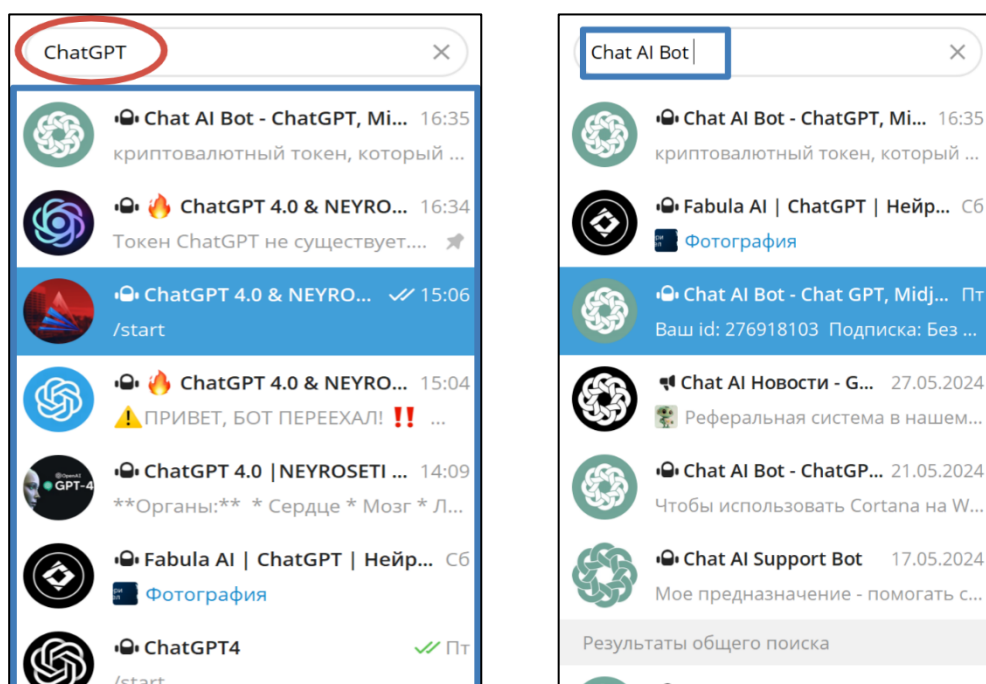 ChatGPT
Chat AI Bot - ChatGPT, Mi... 16:35
криптовалютный токен, который ...
ChatGPT 4.0 & NEYRO... 16:34
Токен ChatGPT не существует....
ChatGPT 4.0 & NEYRO... 15:06
/start
ChatGPT 4.0 & NEYRO... 15:04
ПРИВЕТ, БОТ ПЕРЕЕХАЛ! ...
GPT-4
ChatGPT 4.0 |NEYROSETI ... 14:09
**Органы:** * Сердце * Мозг * Л...
Fabula AI | ChatGPT | Нейр... Сб
Фотография
ChatGPT4 Пт
/start
Chat AI Bot
Chat AI Bot - ChatGPT, Mi... 16:35
криптовалютный токен, который ...
Fabula AI | ChatGPT | Нейр... Сб
Фотография
Chat AI Bot - Chat GPT, Midj... Пт
Ваш id: 276918103 Подписка: Без ...
Chat AI Новости - G... 27.05.2024
Реферальная система в нашем...
Chat AI Bot - ChatGP... 21.05.2024
Чтобы использовать Cortana на W...
Chat AI Support Bot 17.05.2024
Мое предназначение - помогать с...
Результаты общего поиска